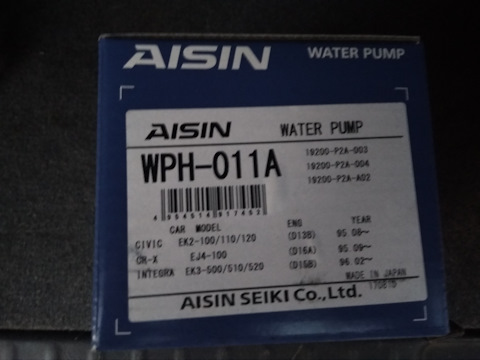 AISIN WATER PUMP
AISIN WATER PUMP
WPH-011A
19200-P2A-003
19200-P2A-004
19200-P2A-A02
CAR MODEL ENG YEAR
CIVIC EK2-100/110/120 (D13B) 95.08~
CR-X EJ4-100 (D16A) 95.09~
INTEGRA EK3-500/510/520 (D15B) 96.02~
MADE IN JAPAN
AISIN SEIKI Co., Ltd.